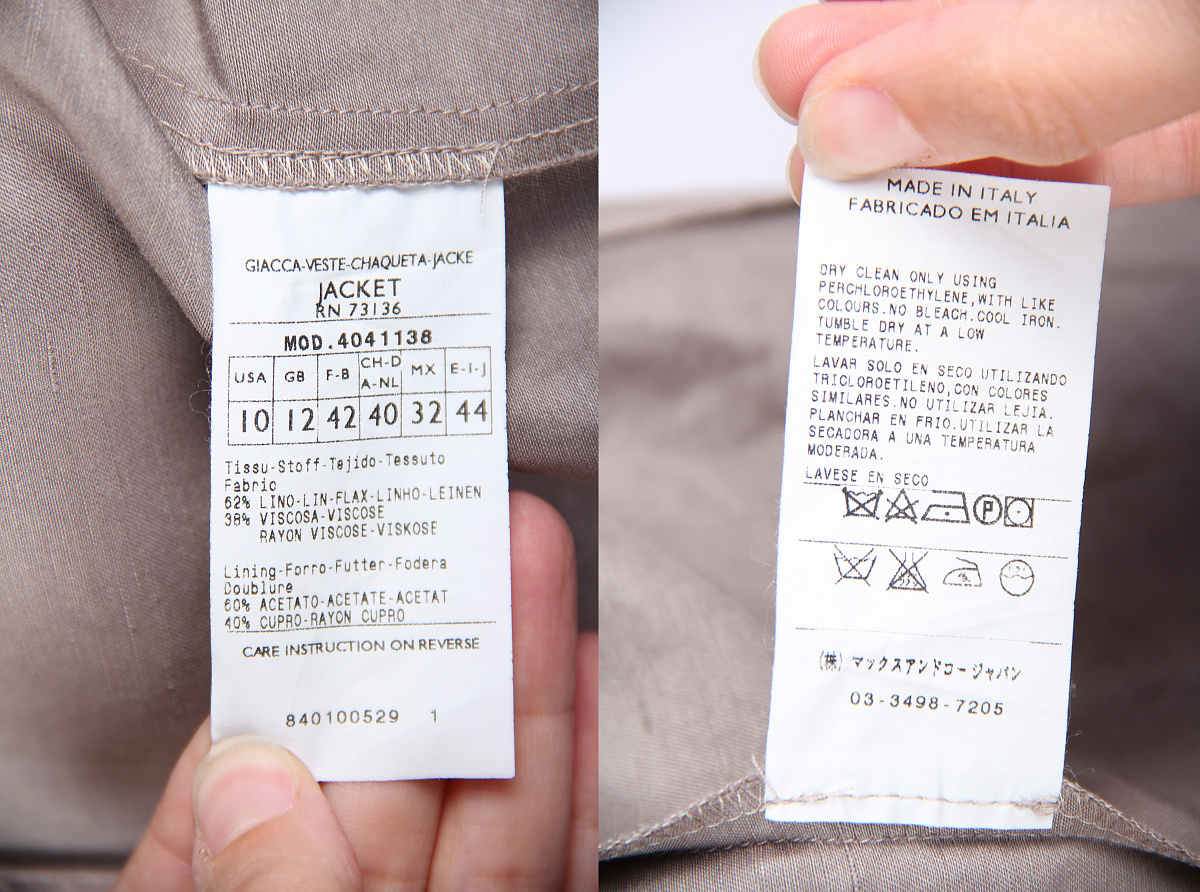 GIACCA-VESTE-CHAQUETA-JACKE
JACKET
RN 73136
MOD.4041138
USA GB F-B CH-D A-NL MX E-I-J
10 12 42 40 32 44
Tissu-Stoff-Tejido-Tessuto
Fabric
62% LINO-LIN-FLAX-LINHO-LEINEN
38% VISCOSA-VISCOSE
RAYON VISCOSE-VISKOSE
Lining-Forro-Futter-Fodera
Doublure
60% ACETATO-ACETATE-ACETAT
40% CUPRO-RAYON CUPRO
CARE INSTRUCTION ON REVERSE
840100529 1
MADE IN ITALY
FABRICADO EM ITALIA
DRY CLEAN ONLY USING
PERCHLOROETHYLENE,WITH LIKE
COLOURS.NO BLEACH.COOL IRON.
TUMBLE DRY AT A LOW
TEMPERATURE.
LAVAR SOLO EN SECO UTILIZANDO
TRICLOROETILENO,CON COLORES
SIMILARES.NO UTILIZAR LEJIA.
PLANCHAR EN FRIO.UTILIZAR LA
SECADORA A UNA TEMPERATURA
MODERADA.
LAVESE EN SECO
P
(株) マックスアンドコージャパン
03-3498-7205